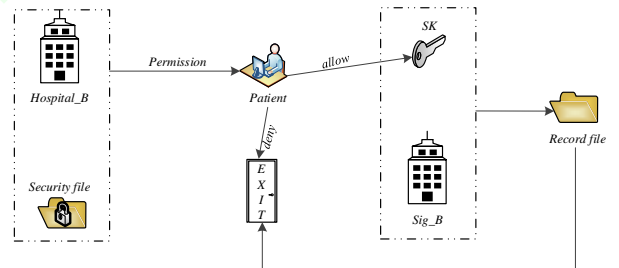 SK
Permission
allow
Hospital_B
Patient
deny
Record file
E
X
I
T
Security file
Sig_B